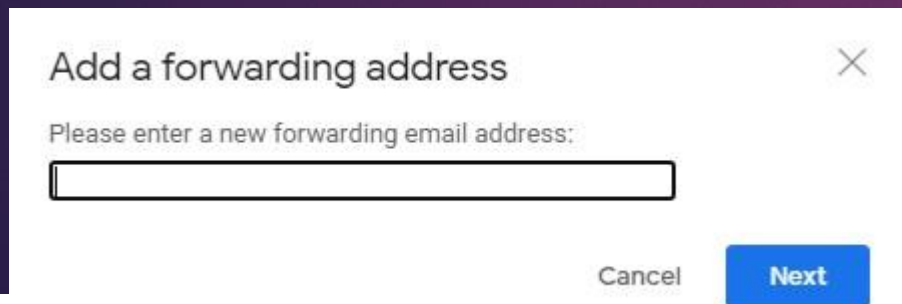 Add a forwarding address
Please enter a new forwarding email address:
Cancel Next